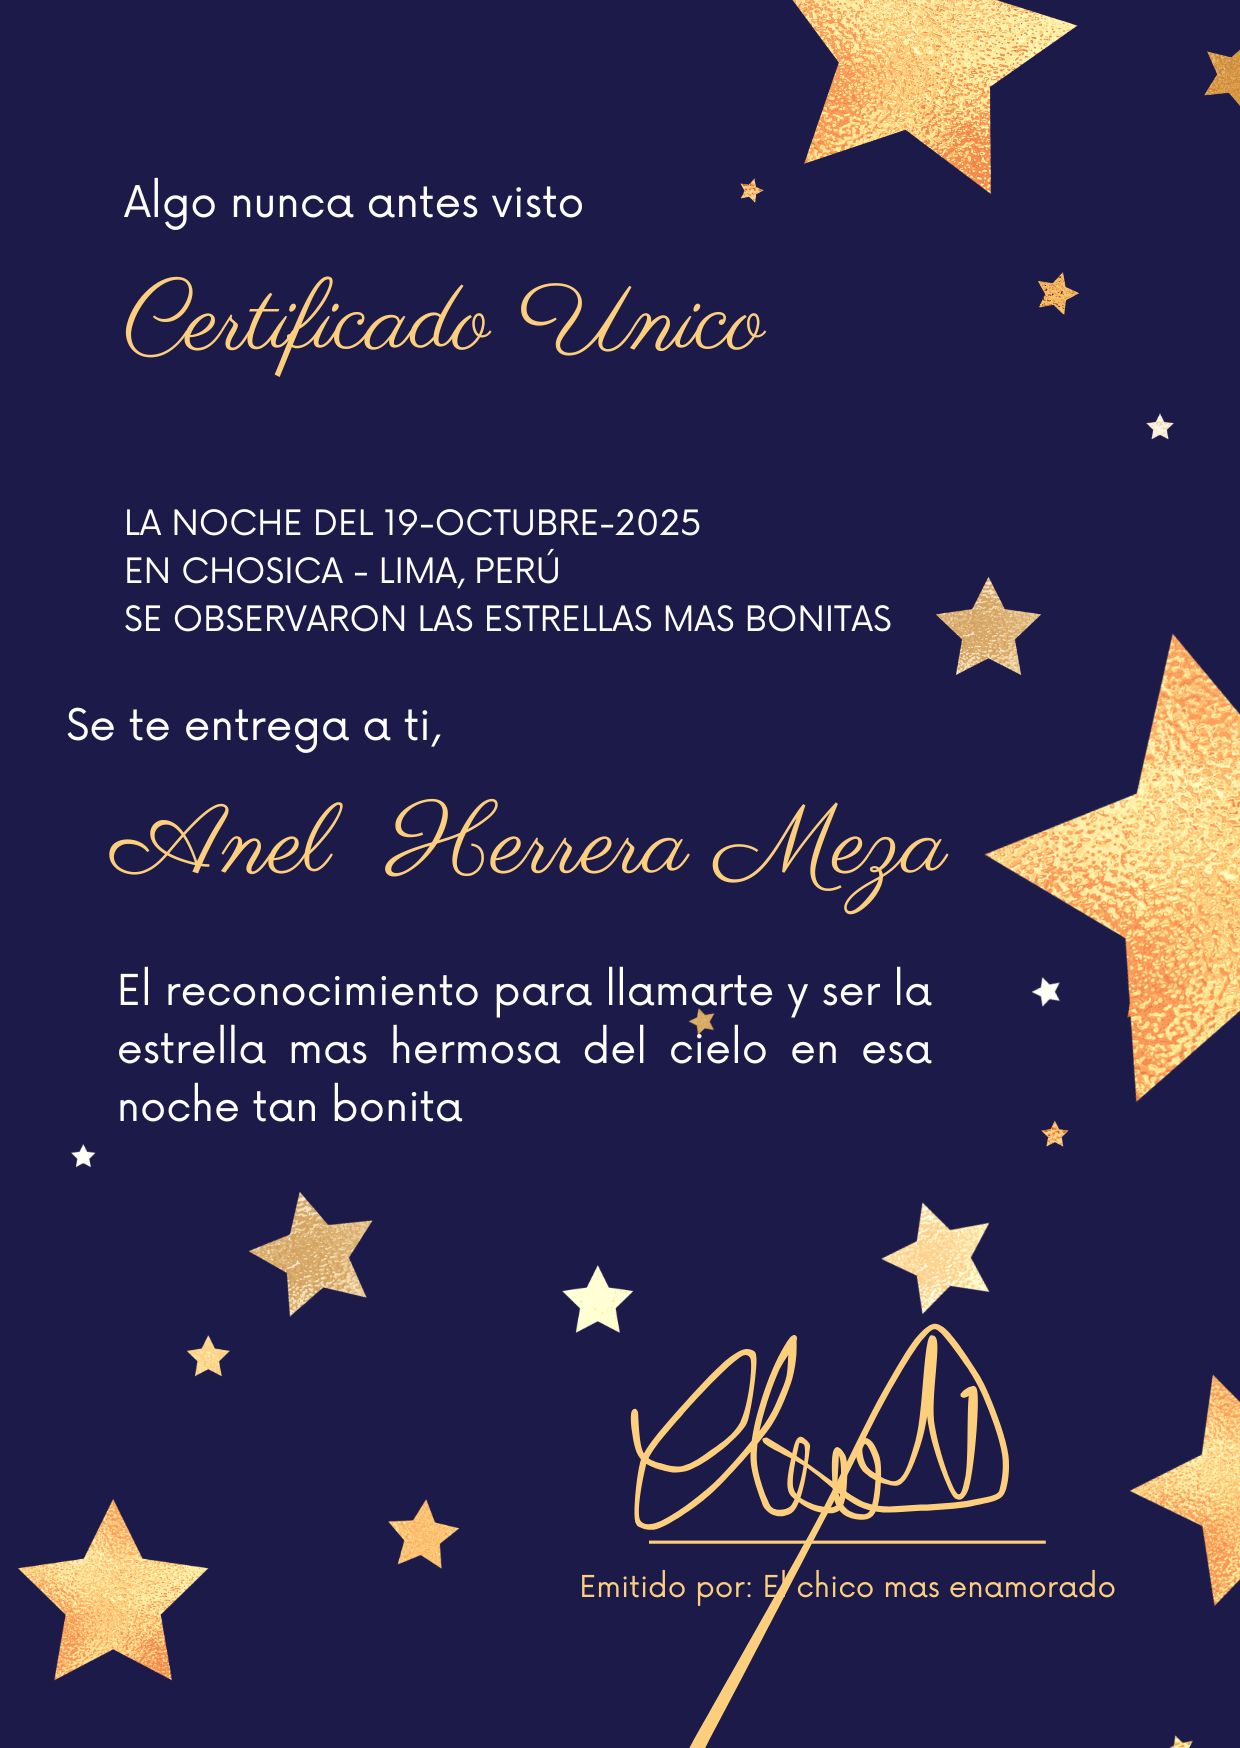 Algo nunca antes visto
Certificado Unico
LA NOCHE DEL 19-OCTUBRE-2025
EN CHOSICA - LIMA, PERÚ
SE OBSERVARON LAS ESTRELLAS MAS BONITAS
Se te entrega a ti,
Anel Herrera Meza
El reconocimiento para llamarte y ser la
estrella mas hermosa del cielo en esa
noche tan bonita
Emitido por: El chico mas enamorado